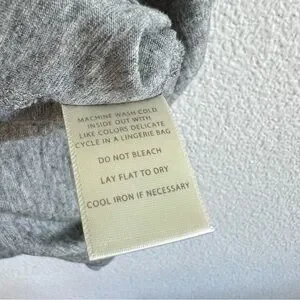 MACHINE WASH COLD
INSIDE OUT WITH
LIKE COLORS DELICATE
CYCLE IN A LINGERIE BAG
DO NOT BLEACH
LAY FLAT TO DRY
COOL IRON IF NECESSARY